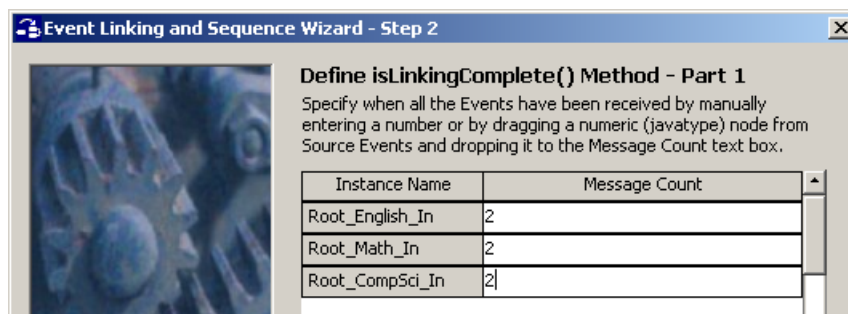 Event Linking and Sequence Wizard - Step 2
Define isLinkingComplete() Method - Part 1
Specify when all the Events have been received by manually
entering a number or by dragging a numeric (javatype) node from
Source Events and dropping it to the Message Count text box.
Instance Name Message Count
Root_English_In 2
Root_Math_In 2
Root_CompSci_In 2